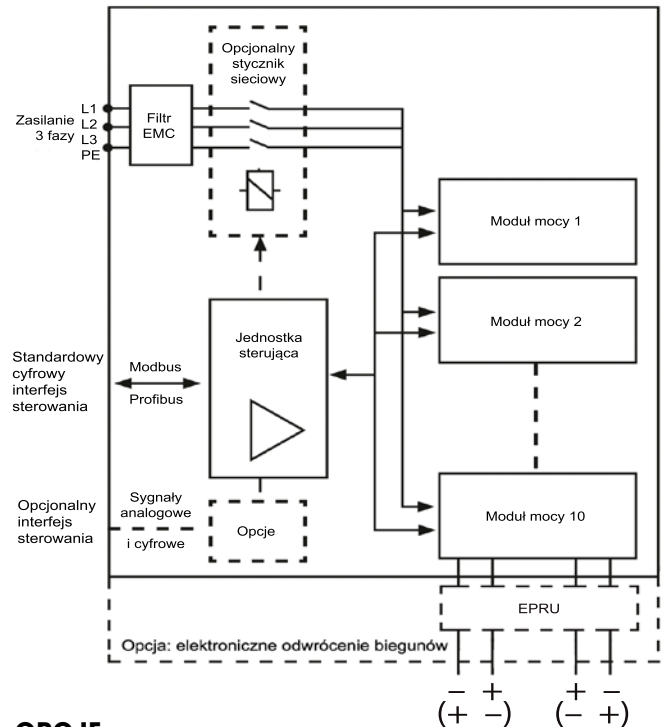 Opcjonalny
stycznik
sieciowy
Zasilanie
3 fazy
L1
L2
L3
PE
Filtr
EMC
Moduł mocy 1
Moduł mocy 2
Jednostka
sterująca
Standardowy
cyfrowy
interfejs
sterowania
Modbus
Profibus
Opcjonalny
interfejs
sterowania
Sygnały
analogowe
i cyfrowe
Opcje
Moduł mocy 10
EPRU
Opcja: elektroniczne odwrócenie biegunów
− + + −
(+ −) (− +)
OPCJE